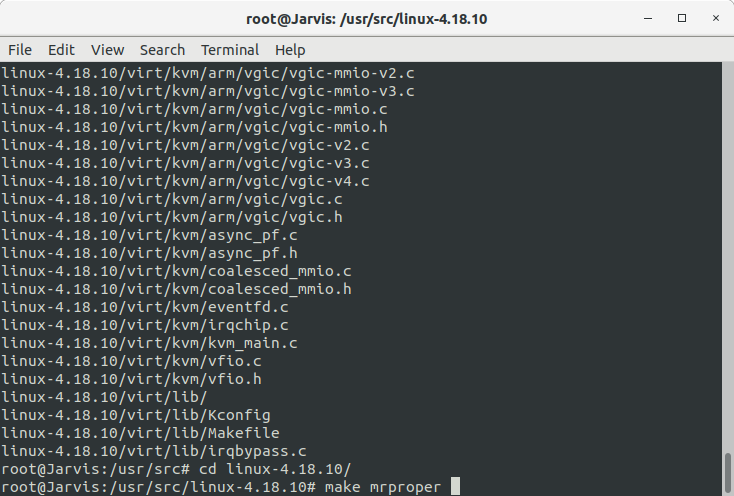 root@Jarvis: /usr/src/linux-4.18.10
File Edit View Search Terminal Help
linux-4.18.10/virt/kvm/arm/vgic/vgic-mmio-v2.c
linux-4.18.10/virt/kvm/arm/vgic/vgic-mmio-v3.c
linux-4.18.10/virt/kvm/arm/vgic/vgic-mmio.c
linux-4.18.10/virt/kvm/arm/vgic/vgic-mmio.h
linux-4.18.10/virt/kvm/arm/vgic/vgic-v2.c
linux-4.18.10/virt/kvm/arm/vgic/vgic-v3.c
linux-4.18.10/virt/kvm/arm/vgic/vgic-v4.c
linux-4.18.10/virt/kvm/arm/vgic/vgic.c
linux-4.18.10/virt/kvm/arm/vgic/vgic.h
linux-4.18.10/virt/kvm/async_pf.c
linux-4.18.10/virt/kvm/async_pf.h
linux-4.18.10/virt/kvm/coalesced_mmio.c
linux-4.18.10/virt/kvm/coalesced_mmio.h
linux-4.18.10/virt/kvm/eventfd.c
linux-4.18.10/virt/kvm/irqchip.c
linux-4.18.10/virt/kvm/kvm_main.c
linux-4.18.10/virt/kvm/vfio.c
linux-4.18.10/virt/kvm/vfio.h
linux-4.18.10/virt/lib/
linux-4.18.10/virt/lib/Kconfig
linux-4.18.10/virt/lib/Makefile
linux-4.18.10/virt/lib/irqbypass.c
root@Jarvis:/usr/src# cd linux-4.18.10/
root@Jarvis:/usr/src/linux-4.18.10# make mrproper